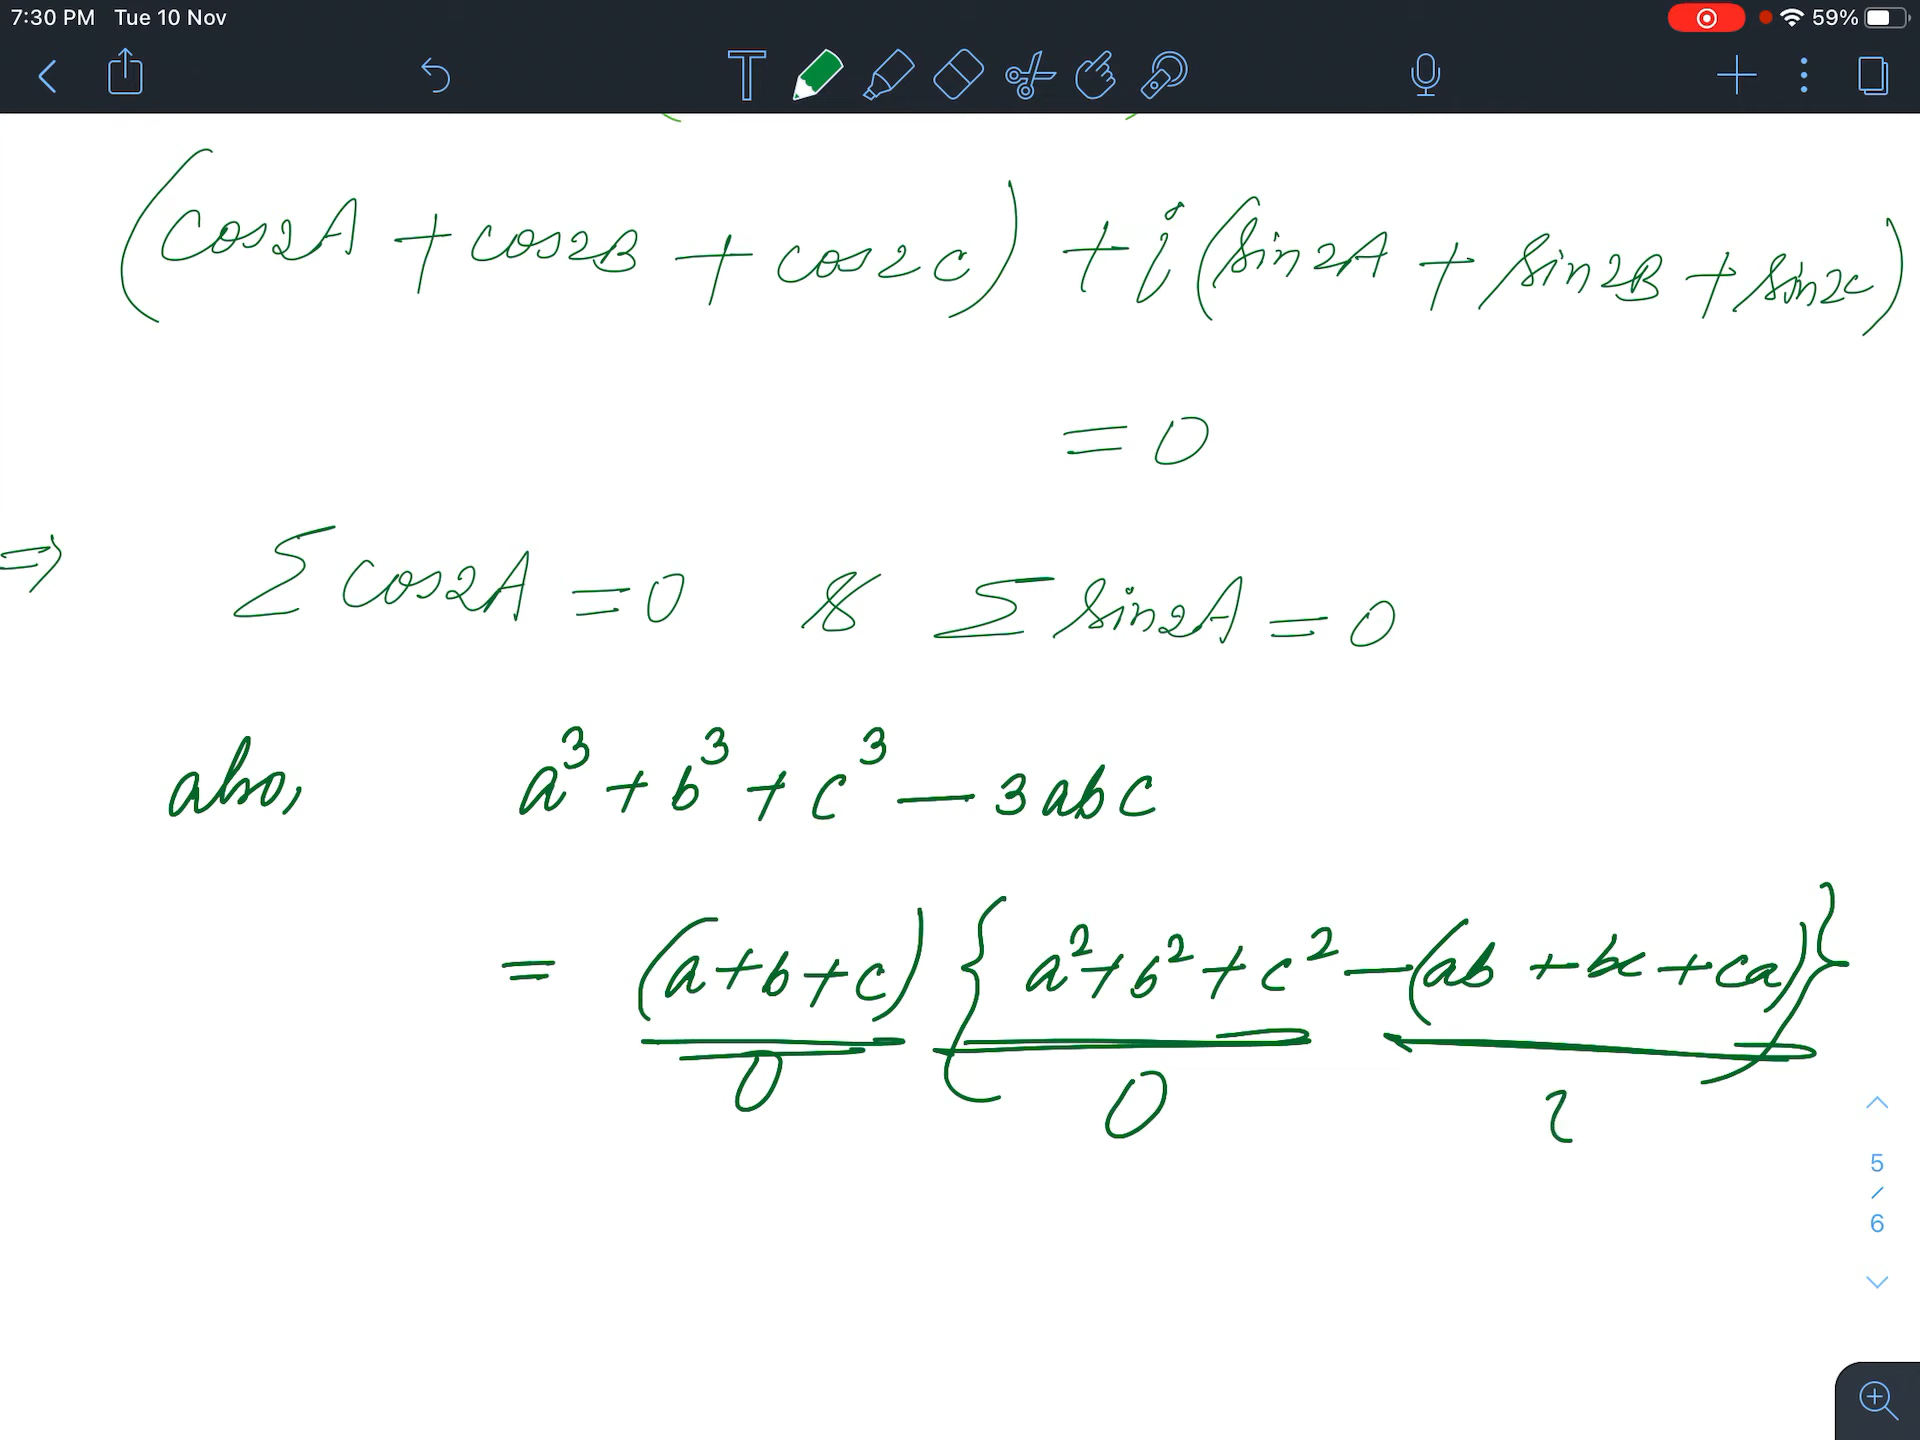 7:30 PM Tue 10 Nov 59%
T
(cos2A + cos2B + cos2C) + i(sin2A + sin2B + sin2C)
= 0
⇒ Σ cos2A = 0 & Σ sin2A = 0
also, a³ + b³ + c³ — 3abc
= (a+b+c) { a²+b²+c² — (ab + bc + ca)}
0 0
5
/
6